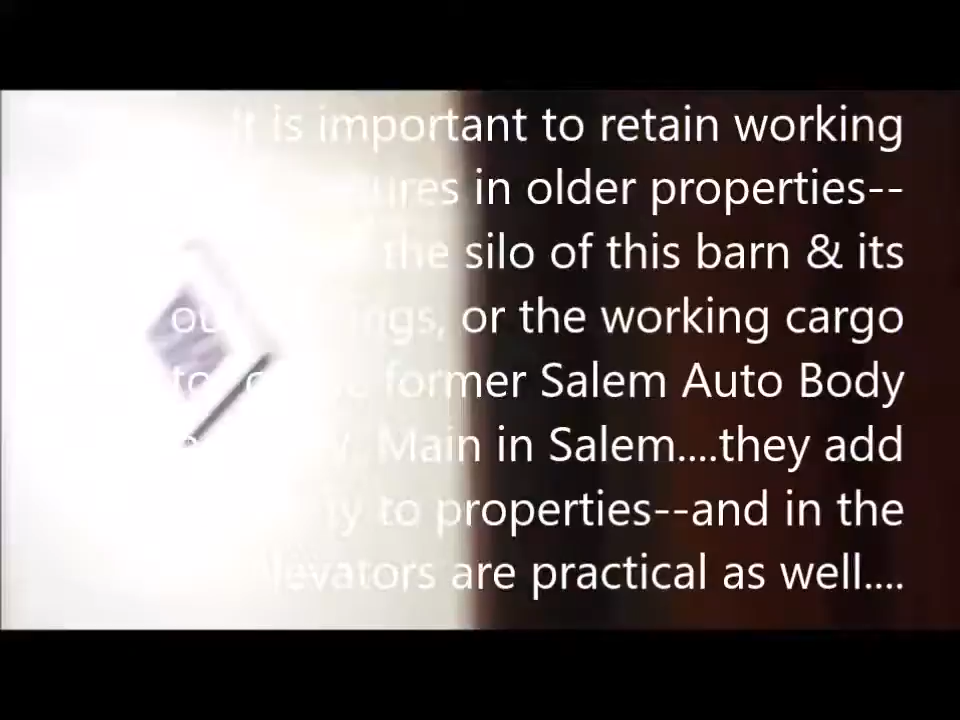 It is important to retain working
in older properties--
the silo of this barn & its
or the working cargo
former Salem Auto Body
Main in Salem....they add
to properties--and in the
elevators are practical as well....